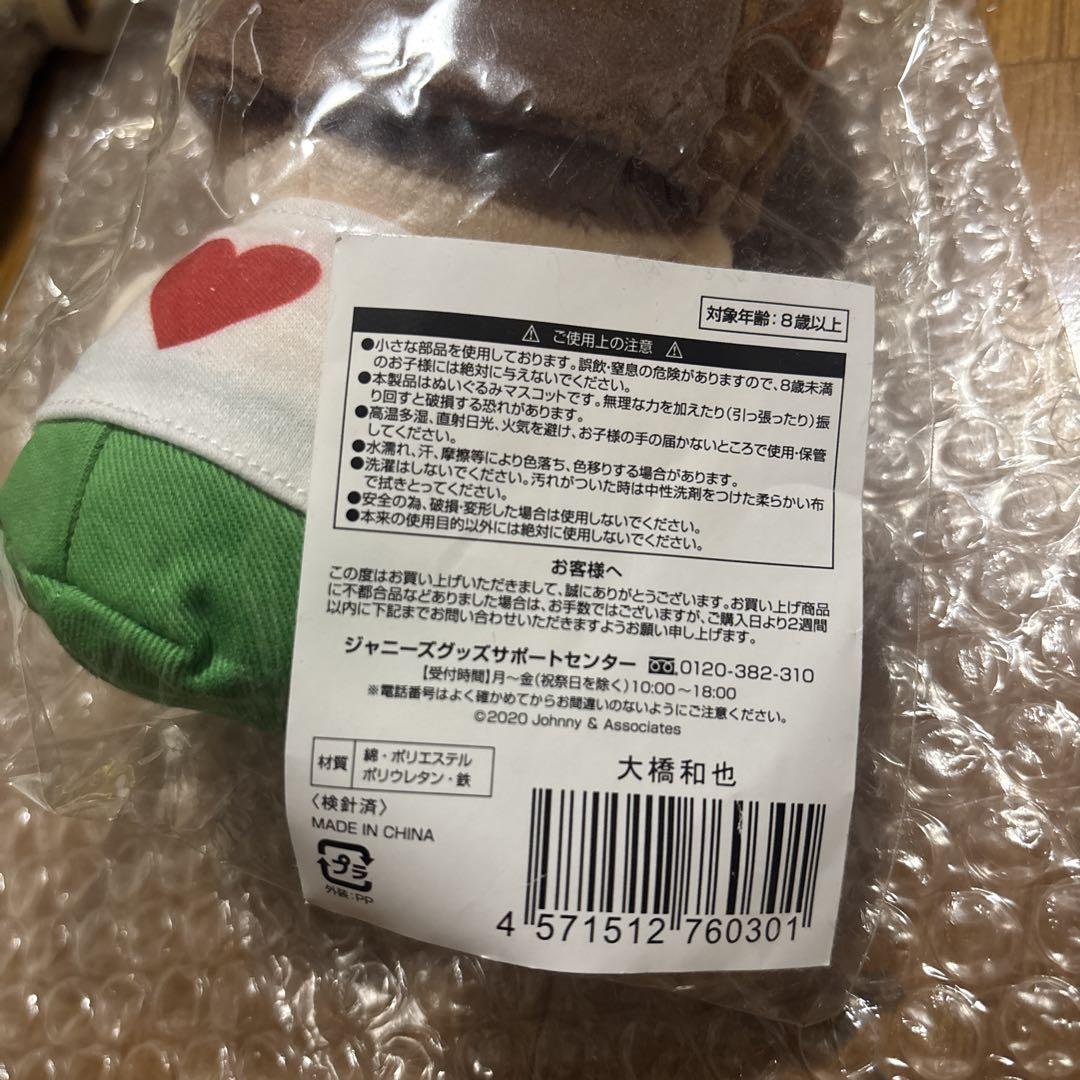 対象年齢:8歳以上
ご使用上の注意
●小さな部品を使用しております。誤飲・窒息の危険がありますので、8歳未満
のお子様には絶対に与えないでください。
●本製品はぬいぐるみマスコットです。無理な力を加えたり(引っ張ったり)振
り回すと破損する恐れがあります。
●高温多湿、直射日光、火気を避け、お子様の手の届かないところで使用・保管
してください。
●水濡れ、汗、摩擦等により色落ち、色移りする場合があります。
●洗濯はしないでください。汚れがついた時は中性洗剤をつけた柔らかい布
で拭きとってください。
●安全の為、破損・変形した場合は使用しないでください。
●本来の使用目的以外には絶対に使用しないでください。
お客様へ
この度はお買い上げいただきまして、誠にありがとうございます。お買い上げ商品
に不都合品などありました場合は、お手数ではございますが、ご購入日より2週間
以内に下記までお問い合わせいただきますようお願い申し上げます。
ジャニーズグッズサポートセンター 0120-382-310
【受付時間】月〜金(祝祭日を除く)10:00〜18:00
※電話番号はよく確かめてからお間違いのないようにご注意ください。
©2020 Johnny & Associates
材質 綿・ポリエステル
ポリウレタン・鉄
〈検針済〉
MADE IN CHINA
プラ
外装:PP
大橋和也
4 571512 760301